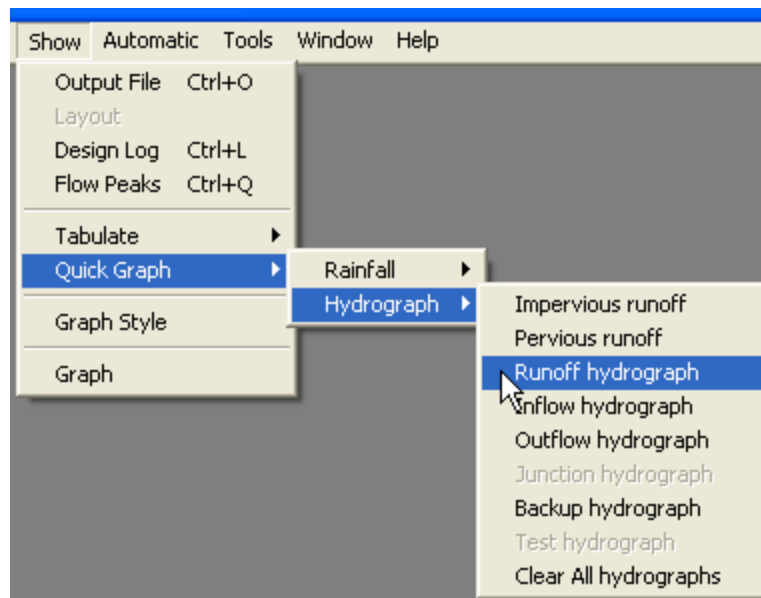 Show Automatic Tools Window Help
Output File Ctrl+O
Layout
Design Log Ctrl+L
Flow Peaks Ctrl+Q
Tabulate
Quick Graph
Graph Style
Graph
Rainfall
Hydrograph
Impervious runoff
Pervious runoff
Runoff hydrograph
Inflow hydrograph
Outflow hydrograph
Junction hydrograph
Backup hydrograph
Test hydrograph
Clear All hydrographs